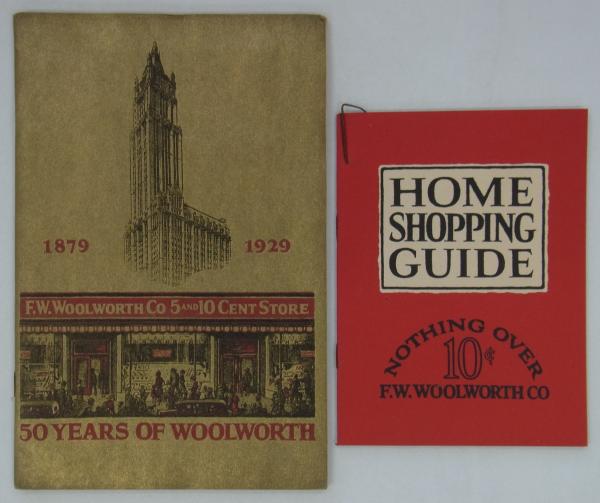 1879 1929
F.W. WOOLWORTH CO 5 AND 10 CENT STORE
50 YEARS OF WOOLWORTH
HOME
SHOPPING
GUIDE
NOTHING OVER
10¢
F.W. WOOLWORTH CO